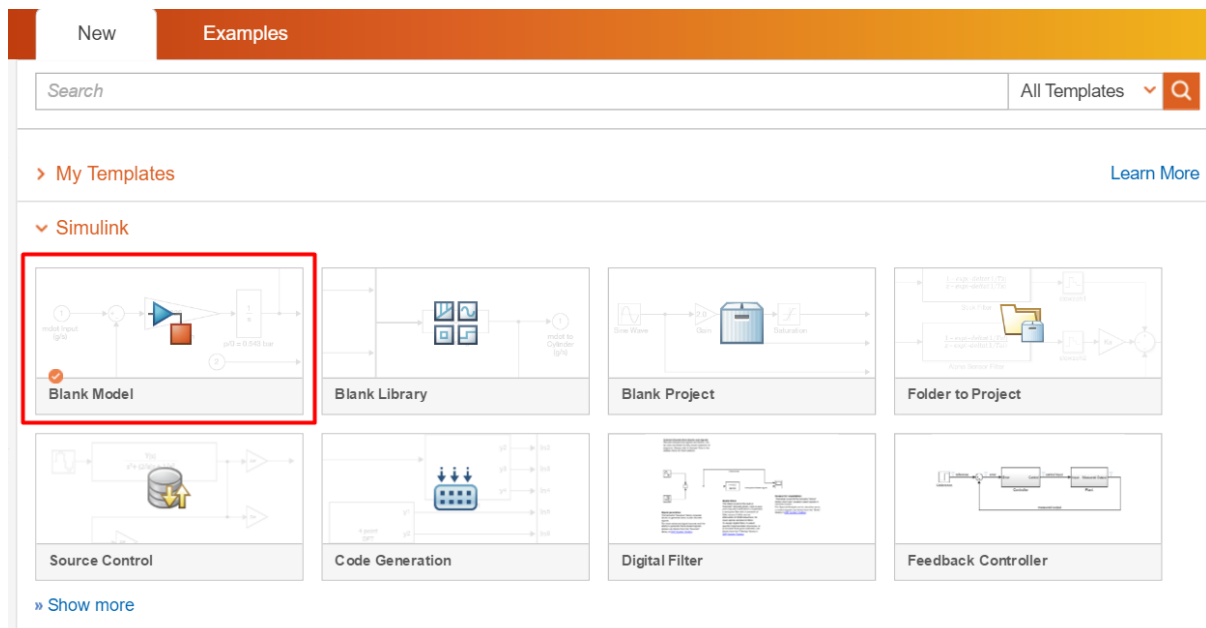 New Examples
Search All Templates
My Templates Learn More
Simulink
Blank Model Blank Library Blank Project Folder to Project
Source Control Code Generation Digital Filter Feedback Controller
» Show more